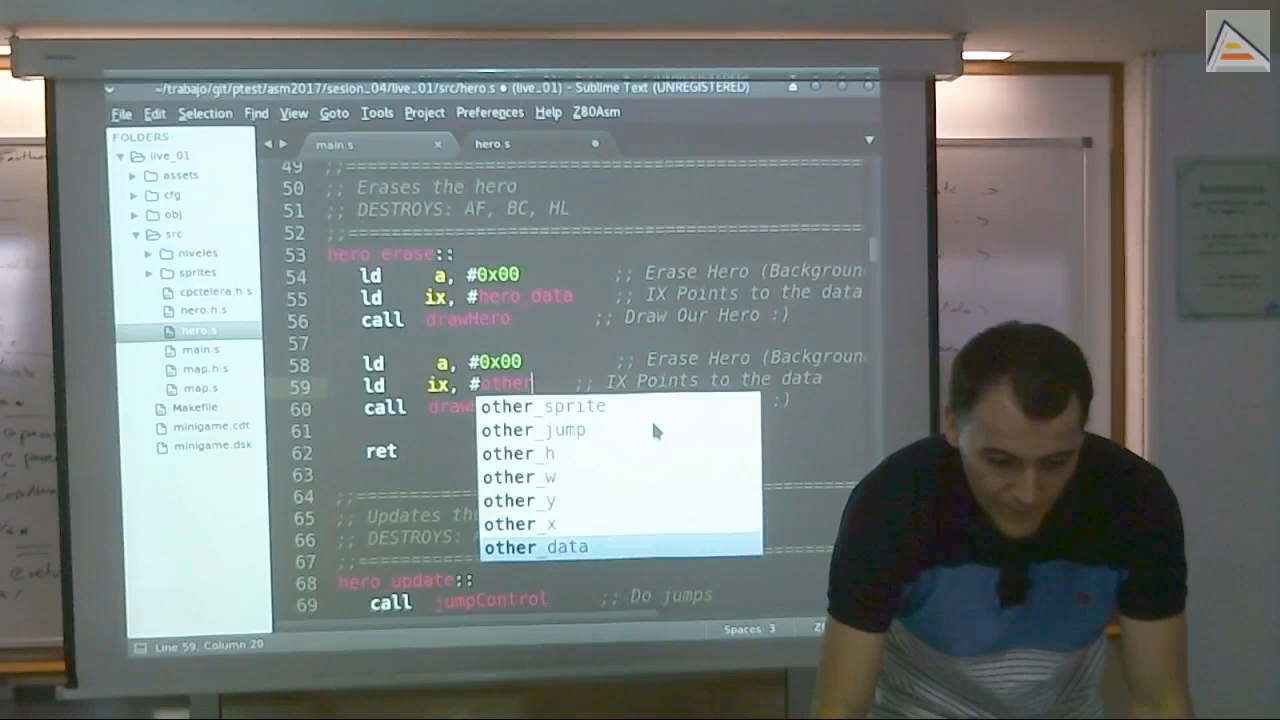 ~/trabajo/git/ptest/asm2017/sesion_04/live_01/src/hero.s • (live_01) - Sublime Text (UNREGISTERED)
File Edit Selection Find View Goto Tools Project Preferences Help Z80Asm
FOLDERS
live_01
assets
cfg
obj
src
niveles
sprites
cpctelera.h.s
hero.h.s
hero.s
main.s
map.h.s
map.s
Makefile
minigame.cdt
minigame.dsk
main.s × hero.s
49 ;;==================================================
50 ;; Erases the hero
51 ;; DESTROYS: AF, BC, HL
52 ;;==================================================
53 hero_erase::
54 ld a, #0x00 ;; Erase Hero (Backgroun
55 ld ix, #hero_data ;; IX Points to the data
56 call drawHero ;; Draw Our Hero :)
57
58 ld a, #0x00 ;; Erase Hero (Backgroun
59 ld ix, #other ;; IX Points to the data
60 call draw :)
61
62 ret
63
64 ;;==================================================
65 ;; Updates the
66 ;; DESTROYS:
67 ;;==================================================
68 hero_update::
69 call jumpControl ;; Do jumps
other_sprite
other_jump
other_h
other_w
other_y
other_x
other_data
Line 59, Column 20
Spaces: 3